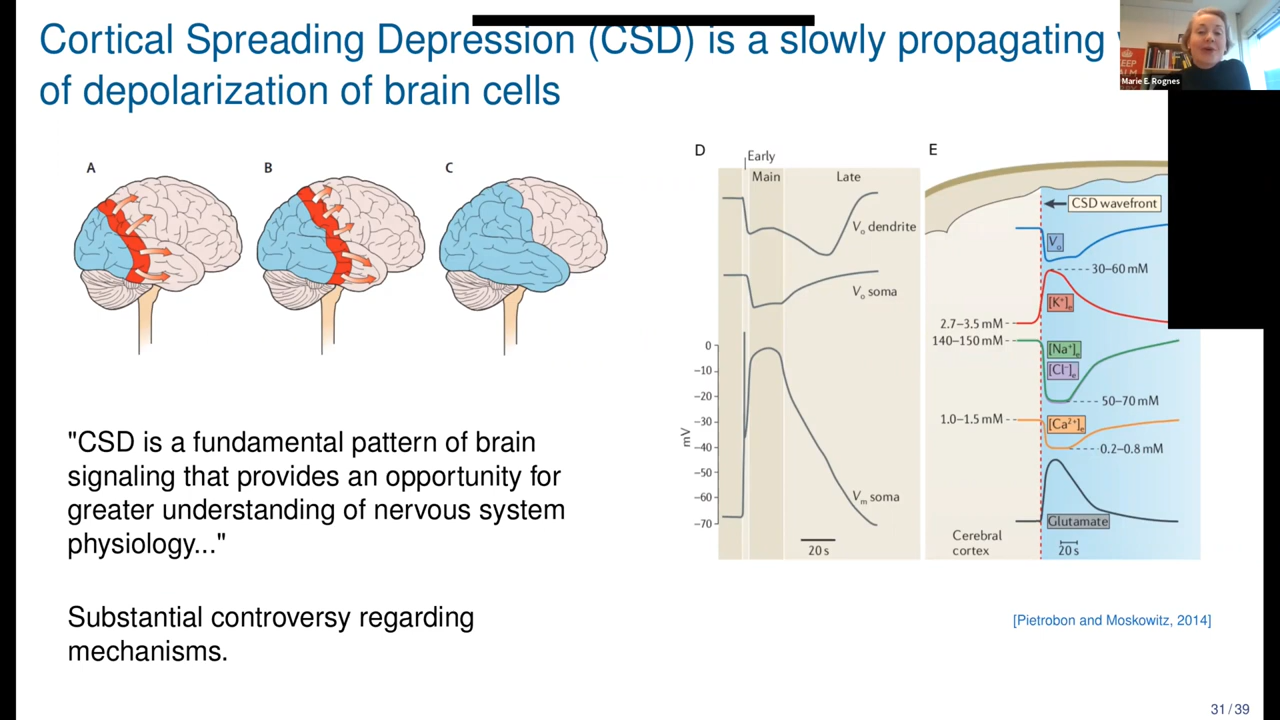 Cortical Spreading Depression (CSD) is a slowly propagating
of depolarization of brain cells
Marie E. Rognes
KEEP
A
B
C
D
Early
Main
Late
V₀ dendrite
V₀ soma
0
−10
−20
−30
−40
−50
−60
−70
mV
Vₘ soma
20 s
E
CSD wavefront
V₀
30–60 mM
[K⁺]ₑ
2.7–3.5 mM
140–150 mM
[Na⁺]ₑ
[Cl⁻]ₑ
50–70 mM
1.0–1.5 mM
[Ca²⁺]ₑ
0.2–0.8 mM
Glutamate
Cerebral
cortex
20 s
"CSD is a fundamental pattern of brain
signaling that provides an opportunity for
greater understanding of nervous system
physiology..."
Substantial controversy regarding
mechanisms.
[Pietrobon and Moskowitz, 2014]
31 / 39